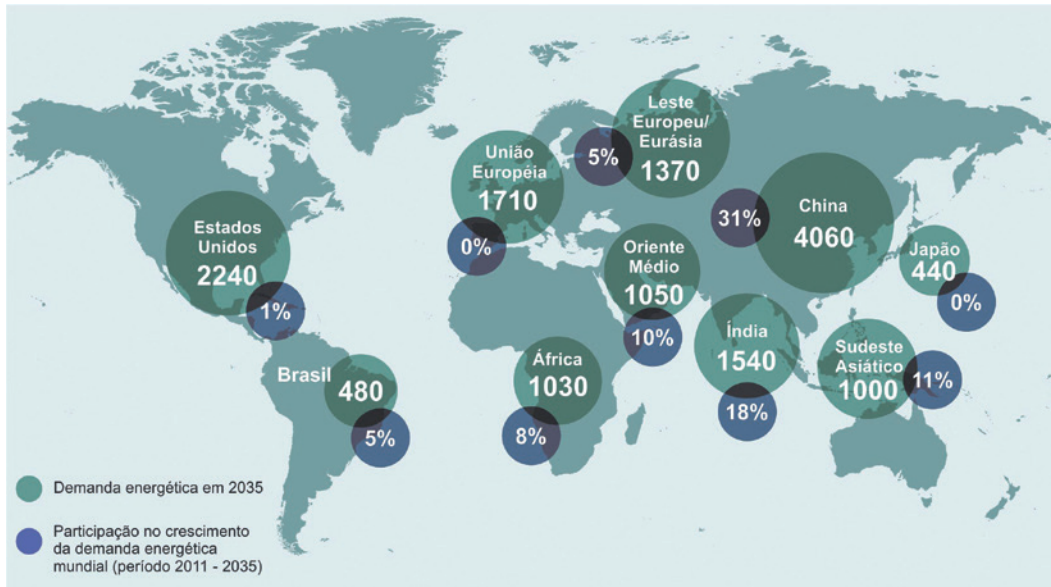 Leste
Europeu/
Eurásia
1370
5%
União
Européia
1710
0%
Estados
Unidos
2240
1%
China
4060
31%
Oriente
Médio
1050
10%
Japão
440
0%
Índia
1540
18%
Sudeste
Asiático
1000
11%
África
1030
8%
Brasil
480
5%
Demanda energética em 2035
Participação no crescimento
da demanda energética
mundial (período 2011 - 2035)